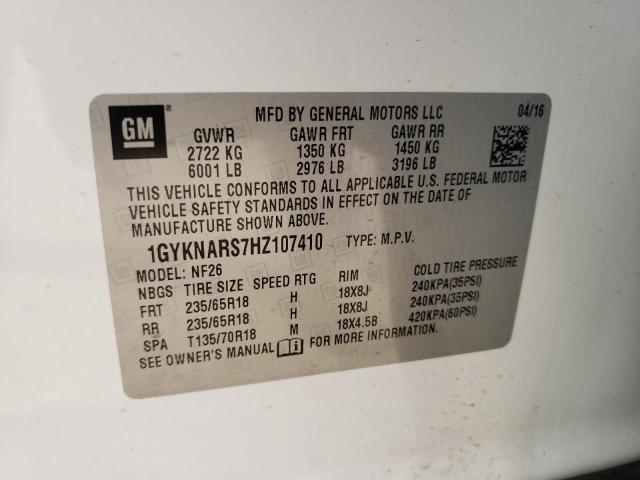 GM
MFD BY GENERAL MOTORS LLC 04/16
GVWR GAWR FRT GAWR RR
2722 KG 1350 KG 1450 KG
6001 LB 2976 LB 3196 LB
THIS VEHICLE CONFORMS TO ALL APPLICABLE U.S. FEDERAL MOTOR
VEHICLE SAFETY STANDARDS IN EFFECT ON THE DATE OF
MANUFACTURE SHOWN ABOVE.
1GYKNARS7HZ107410 TYPE: M.P.V.
MODEL: NF26
NBGS TIRE SIZE SPEED RTG RIM COLD TIRE PRESSURE
FRT 235/65R18 H 18X8J 240KPA(35PSI)
RR 235/65R18 H 18X8J 240KPA(35PSI)
SPA T135/70R18 M 18X4.5B 420KPA(60PSI)
SEE OWNER'S MANUAL FOR MORE INFORMATION.